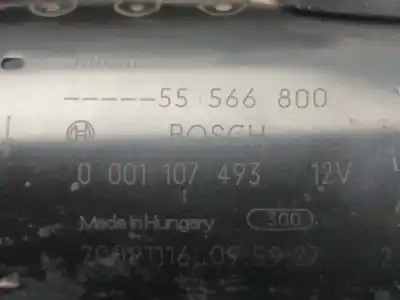 -----55 566 800
BOSCH
0 001 107 493 12V
Made in Hungary 300